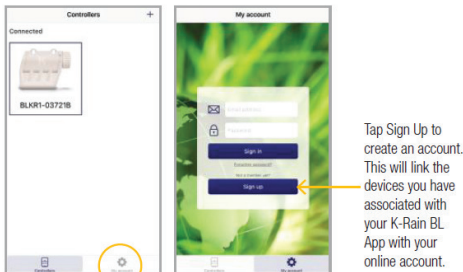 Controllers
+
Connected
BLKR1-03721B
Controllers
My account
My account
Email address
Password
Sign in
Forgotten password?
Not a member yet?
Sign up
Controllers
My account
Tap Sign Up to
create an account.
This will link the
devices you have
associated with
your K-Rain BL
App with your
online account.